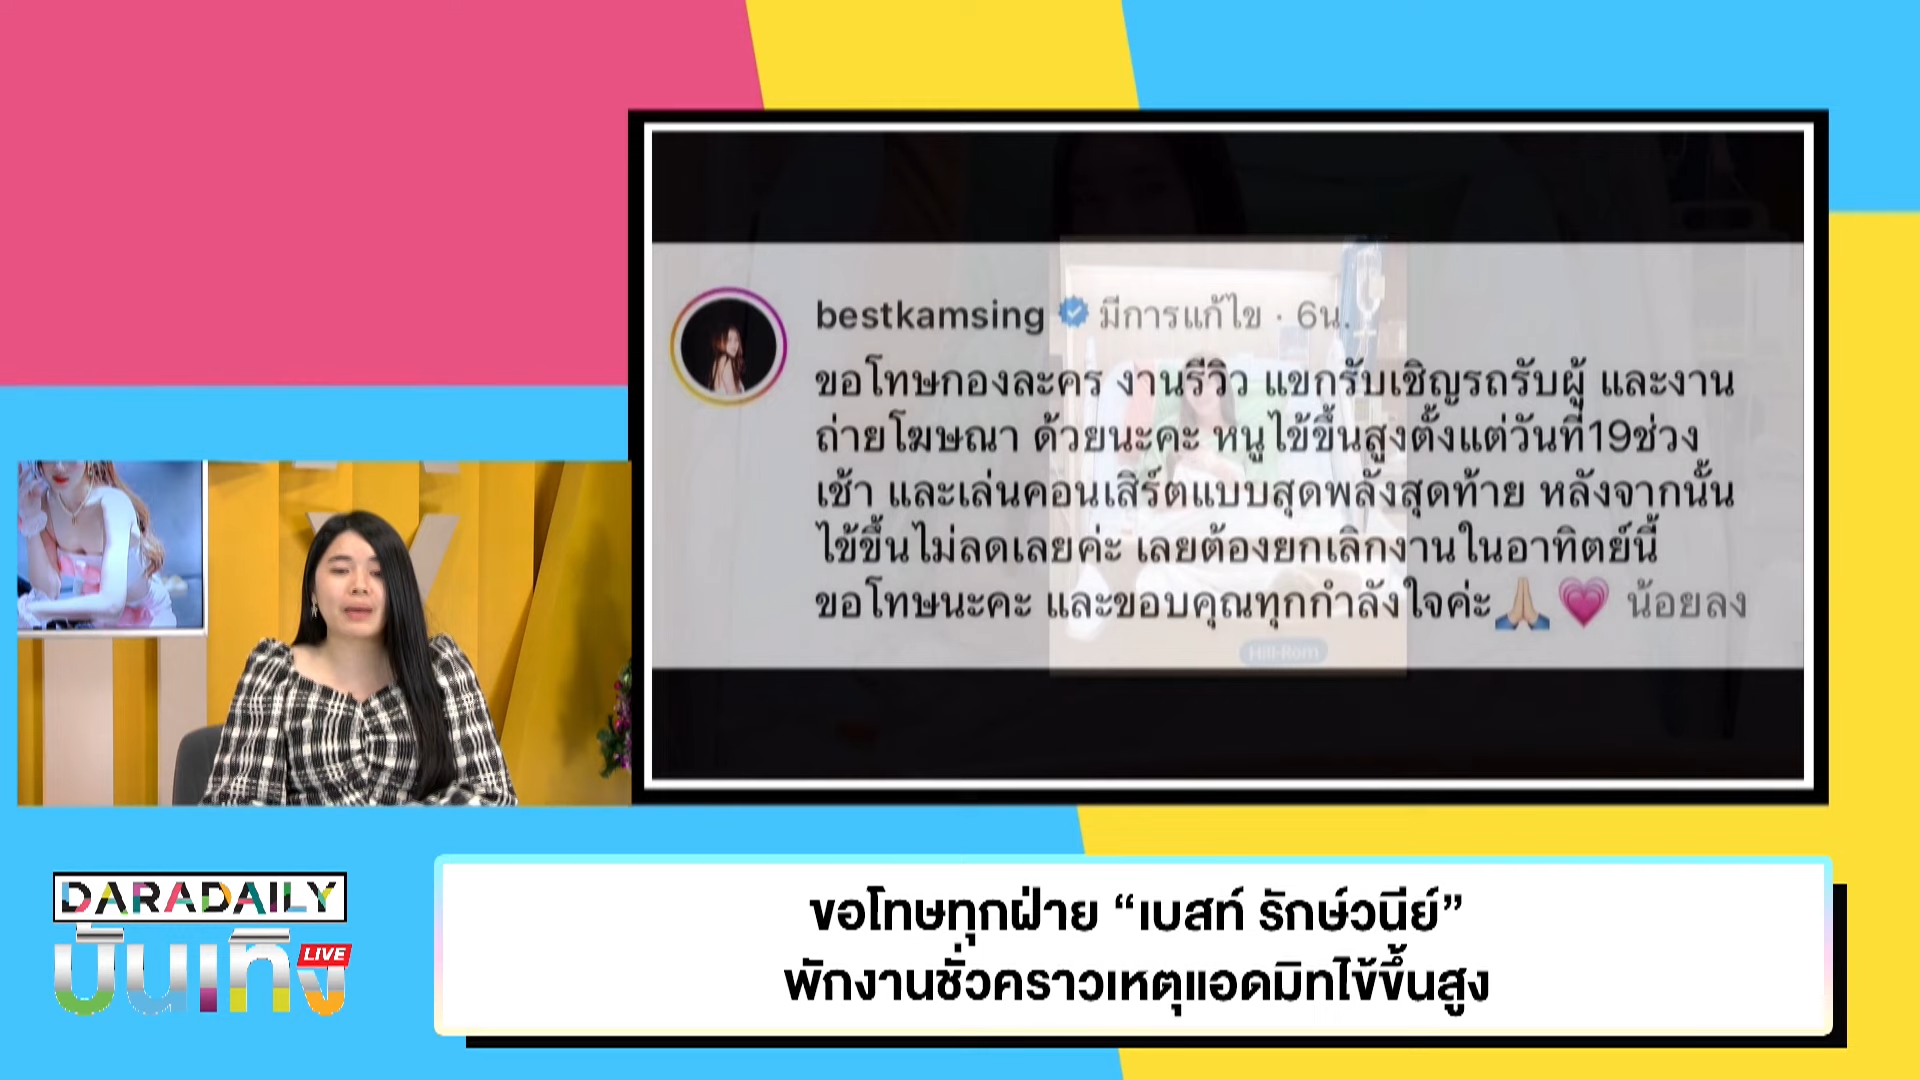 bestkamsing มีการแก้ไข · 6น.
ขอโทษกองละคร งานรีวิว แขกรับเชิญรถรับผู้ และงาน
ถ่ายโฆษณา ด้วยนะคะ หนูไข้ขึ้นสูงตั้งแต่วันที่19ช่วง
เช้า และเล่นคอนเสิร์ตแบบสุดพลังสุดท้าย หลังจากนั้น
ไข้ขึ้นไม่ลดเลยค่ะ เลยต้องยกเลิกงานในอาทิตย์นี้
ขอโทษนะคะ และขอบคุณทุกกำลังใจค่ะ🙏🏼 💗 น้อยลง
Hill-Rom
DARADAILY
บันเทิง LIVE
ขอโทษทุกฝ่าย “เบสท์ รักษ์วนีย์”
พักงานชั่วคราวเหตุแอดมิทไข้ขึ้นสูง